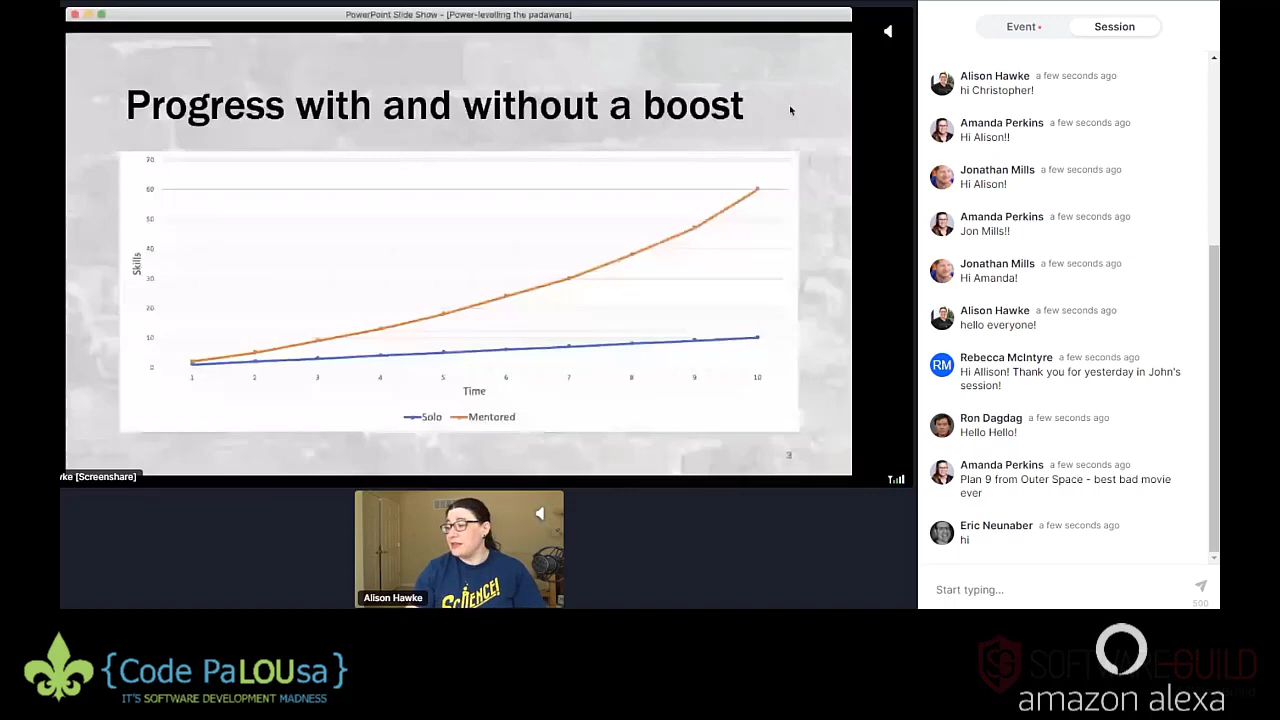 PowerPoint Slide Show - [Power-levelling the padawans]
Progress with and without a boost
70
60
50
40
30
20
10
0
Skills
1 2 3 4 5 6 7 8 9 10
Time
Solo Mentored
3
[Screenshare]
SCIENCE!
Alison Hawke
Event Session
Alison Hawke a few seconds ago
hi Christopher!
Amanda Perkins a few seconds ago
Hi Alison!!
Jonathan Mills a few seconds ago
Hi Alison!
Amanda Perkins a few seconds ago
Jon Mills!!
Jonathan Mills a few seconds ago
Hi Amanda!
Alison Hawke a few seconds ago
hello everyone!
RM
Rebecca McIntyre a few seconds ago
Hi Allison! Thank you for yesterday in John's
session!
Ron Dagdag a few seconds ago
Hello Hello!
Amanda Perkins a few seconds ago
Plan 9 from Outer Space - best bad movie
ever
Eric Neunaber a few seconds ago
hi
Start typing...
500
{Code PaLOUsa}
IT'S SOFTWARE DEVELOPMENT MADNESS
SG SOFTWARE GUILD
amazon alexa